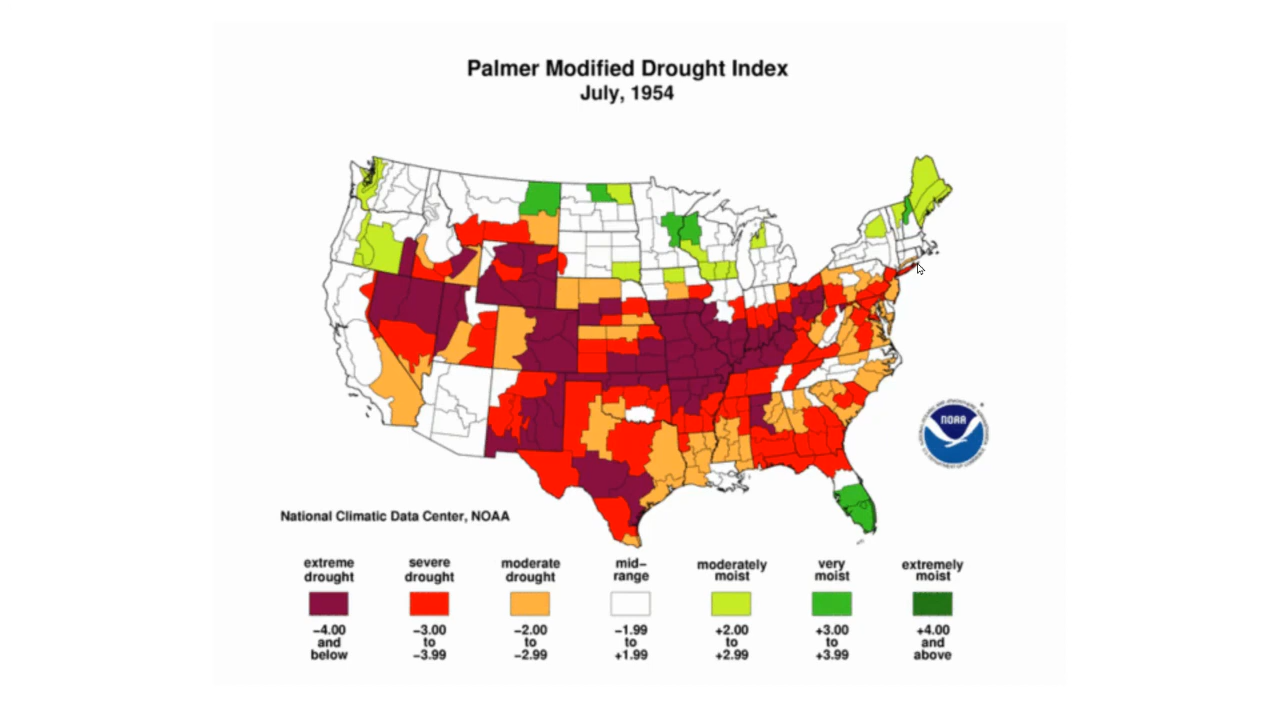 Palmer Modified Drought Index
July, 1954
NOAA
National Climatic Data Center, NOAA
extreme drought
severe drought
moderate drought
mid–range
moderately moist
very moist
extremely moist
–4.00 and below
–3.00 to –3.99
–2.00 to –2.99
–1.99 to +1.99
+2.00 to +2.99
+3.00 to +3.99
+4.00 and above